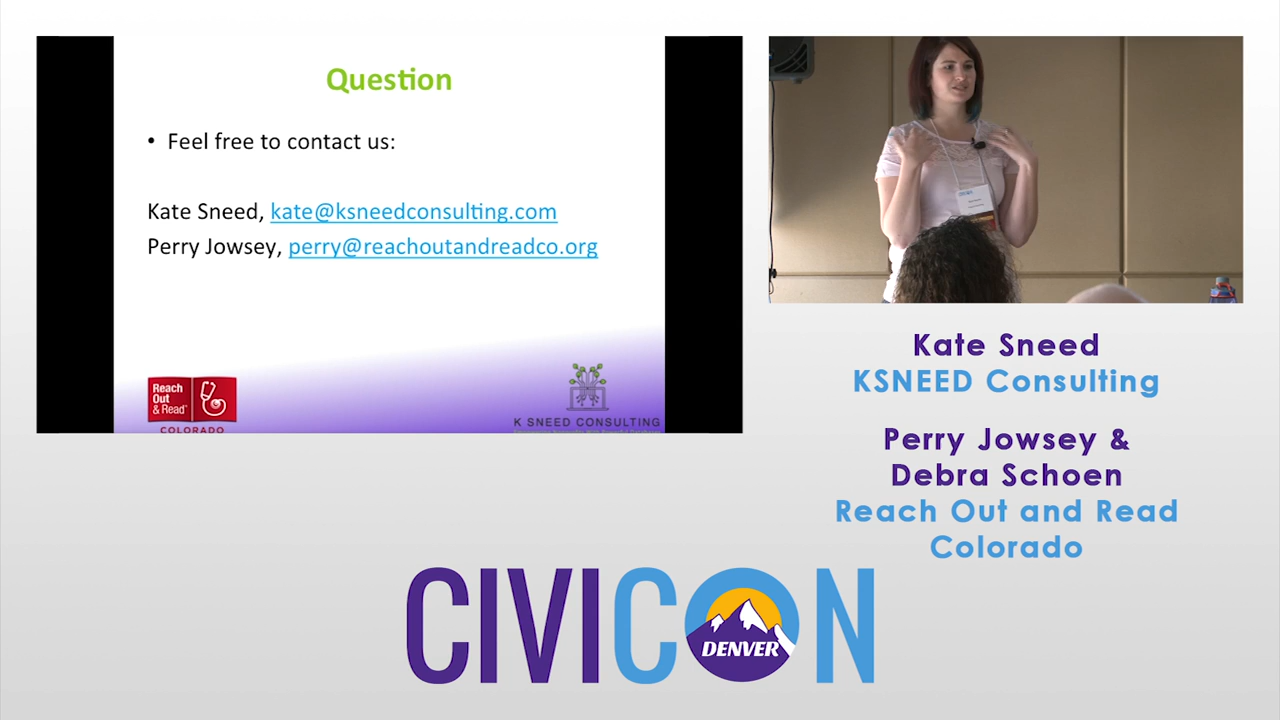 Question
• Feel free to contact us:
Kate Sneed, kate@ksneedconsulting.com
Perry Jowsey, perry@reachoutandreadco.org
Reach
Out
& Read
COLORADO
K SNEED CONSULTING
Kate Sneed
KSNEED Consulting
Perry Jowsey &
Debra Schoen
Reach Out and Read
Colorado
CIVICON
DENVER